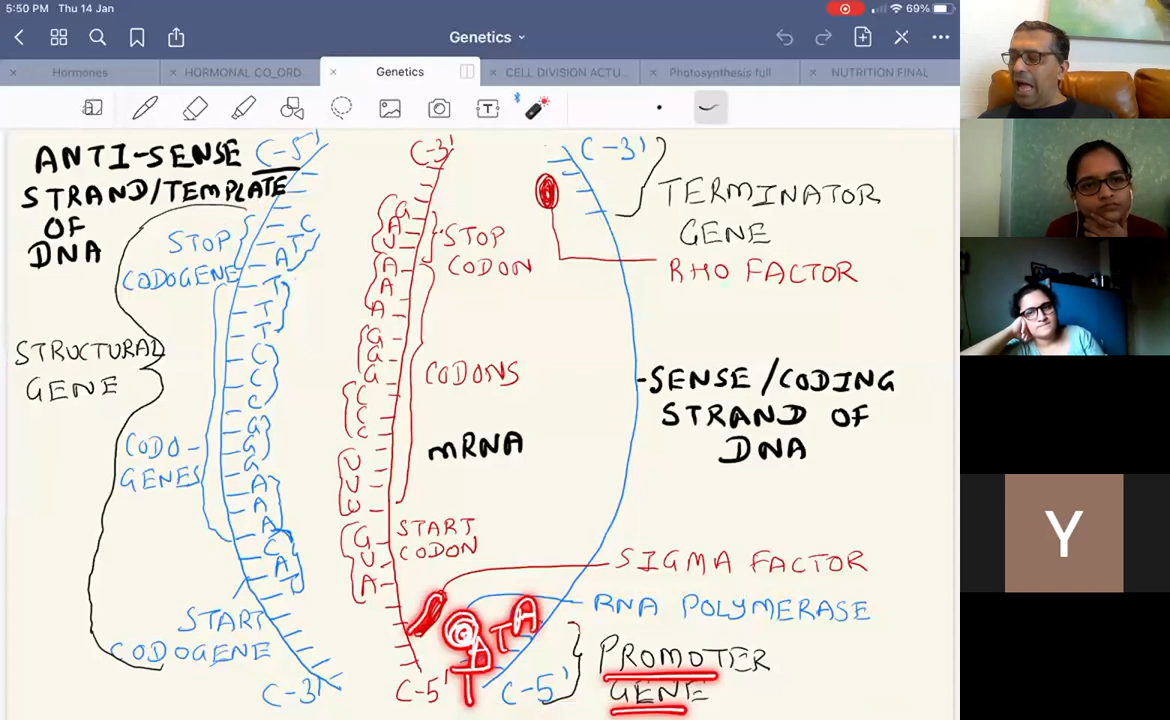 5:50 PM Thu 14 Jan
69%
Genetics
Hormones
HORMONAL CO_ORD...
Genetics
CELL DIVISION ACTU...
Photosynthesis full
NUTRITION FINAL
T
ANTI-SENSE
STRAND/TEMPLATE
OF
DNA
C-5'
C-3'
C-3'
TERMINATOR
GENE
RHO FACTOR
STOP
CODOGENE
C
T
A
T
T
T
C
C
C
G
G
G
A
A
A
C
A
T
STRUCTURAL
GENE
CODO-
GENES
START
CODOGENE
C-3'
G
A
U
A
A
A
G
G
G
C
C
C
U
U
U
G
U
A
STOP
CODON
CODONS
mRNA
START
CODON
C-5'
SENSE/CODING
STRAND OF
DNA
SIGMA FACTOR
RNA POLYMERASE
PROMOTER
GENE
T A
C-5'
Y